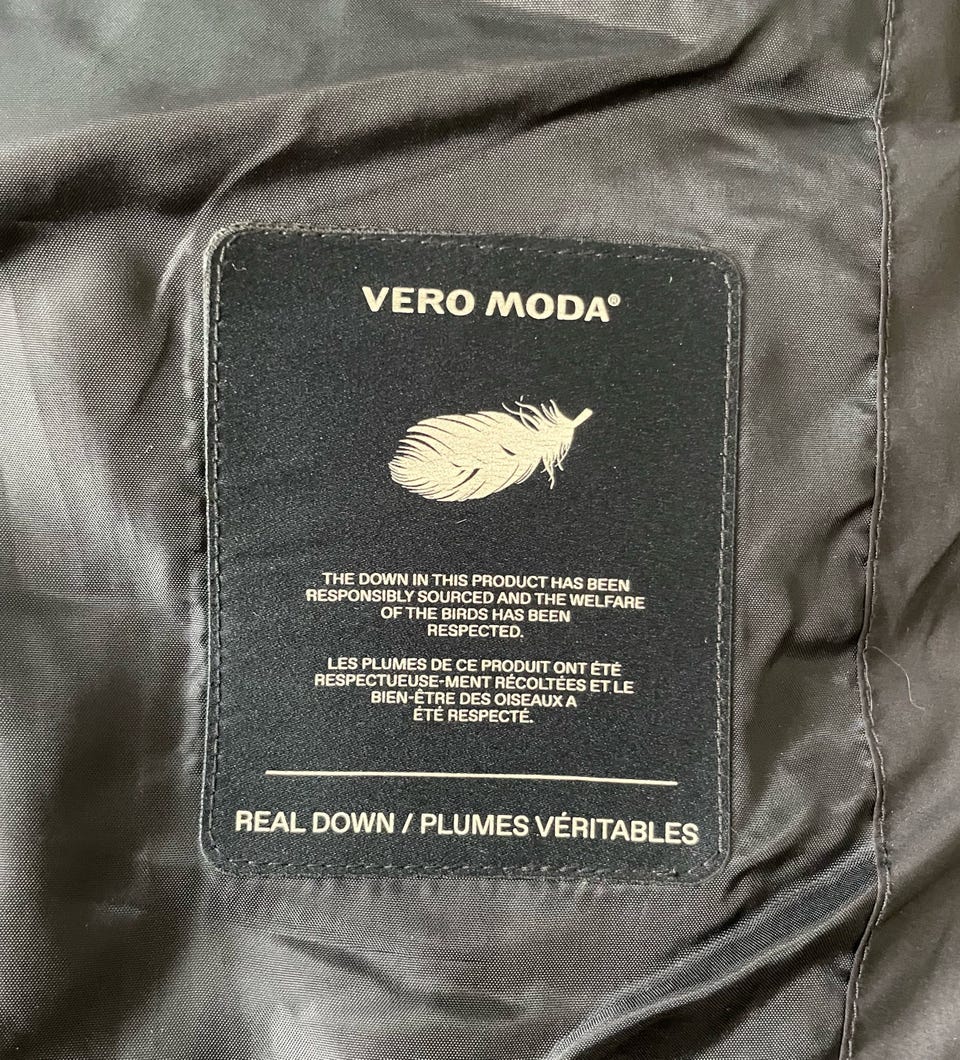 VERO MODA®
THE DOWN IN THIS PRODUCT HAS BEEN
RESPONSIBLY SOURCED AND THE WELFARE
OF THE BIRDS HAS BEEN
RESPECTED.
LES PLUMES DE CE PRODUIT ONT ÉTÉ
RESPECTUEUSE-MENT RÉCOLTÉES ET LE
BIEN-ÊTRE DES OISEAUX A
ÉTÉ RESPECTÉ.
REAL DOWN / PLUMES VÉRITABLES